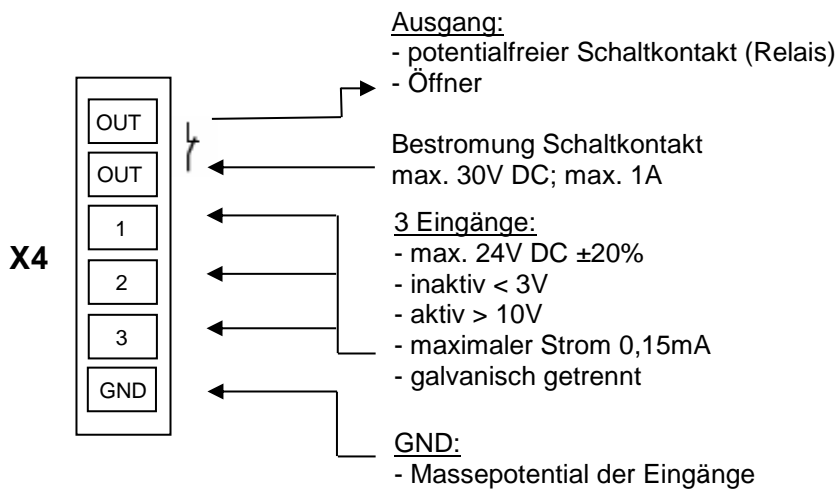 Ausgang:
- potentialfreier Schaltkontakt (Relais)
- Öffner
OUT
OUT
1
2
3
GND
X4
Bestromung Schaltkontakt
max. 30V DC; max. 1A
3 Eingänge:
- max. 24V DC ±20%
- inaktiv < 3V
- aktiv > 10V
- maximaler Strom 0,15mA
- galvanisch getrennt
GND:
- Massepotential der Eingänge